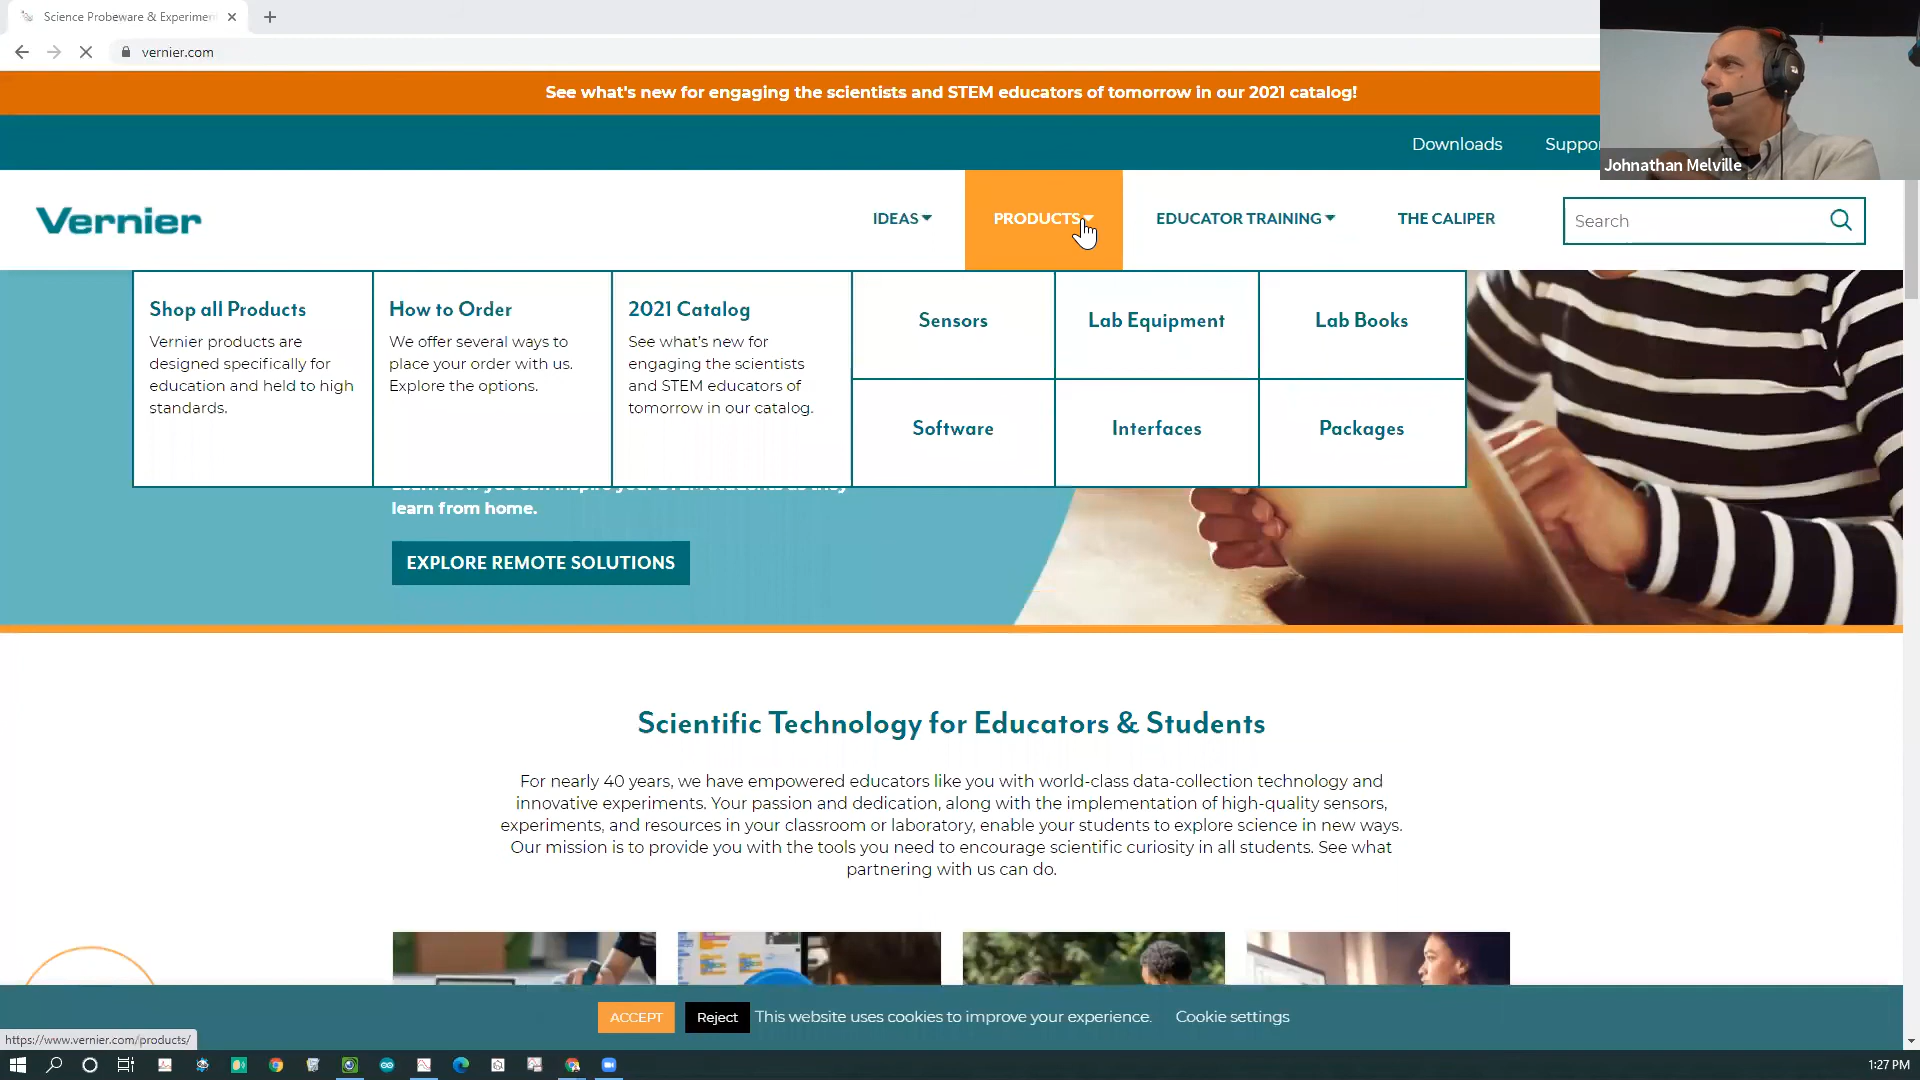 Science Probeware & Experimen
vernier.com
See what's new for engaging the scientists and STEM educators of tomorrow in our 2021 catalog!
Downloads
Suppo
Johnathan Melville
Vernier
IDEAS
PRODUCTS
EDUCATOR TRAINING
THE CALIPER
Search
Shop all Products
Vernier products are
designed specifically for
education and held to high
standards.
How to Order
We offer several ways to
place your order with us.
Explore the options.
2021 Catalog
See what's new for
engaging the scientists
and STEM educators of
tomorrow in our catalog.
Sensors
Lab Equipment
Lab Books
Software
Interfaces
Packages
learn from home.
EXPLORE REMOTE SOLUTIONS
Scientific Technology for Educators & Students
For nearly 40 years, we have empowered educators like you with world-class data-collection technology and
innovative experiments. Your passion and dedication, along with the implementation of high-quality sensors,
experiments, and resources in your classroom or laboratory, enable your students to explore science in new ways.
Our mission is to provide you with the tools you need to encourage scientific curiosity in all students. See what
partnering with us can do.
ACCEPT
Reject
This website uses cookies to improve your experience.
Cookie settings
https://www.vernier.com/products/
1:27 PM